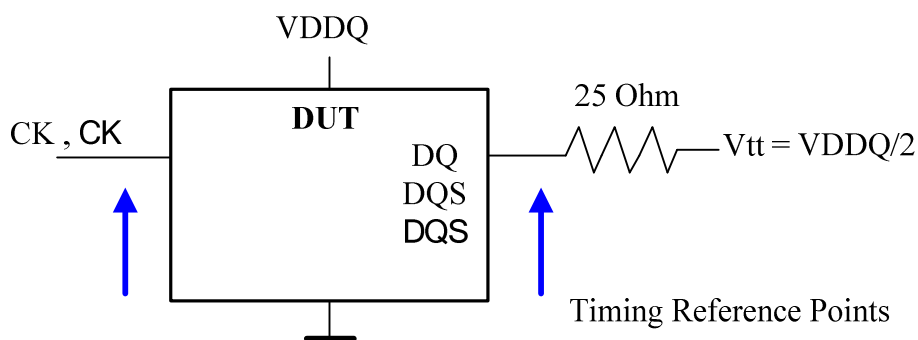 VDDQ
25 Ohm
DUT
CK , CK
DQ
Vtt = VDDQ/2
DQS
DQS
Timing Reference Points